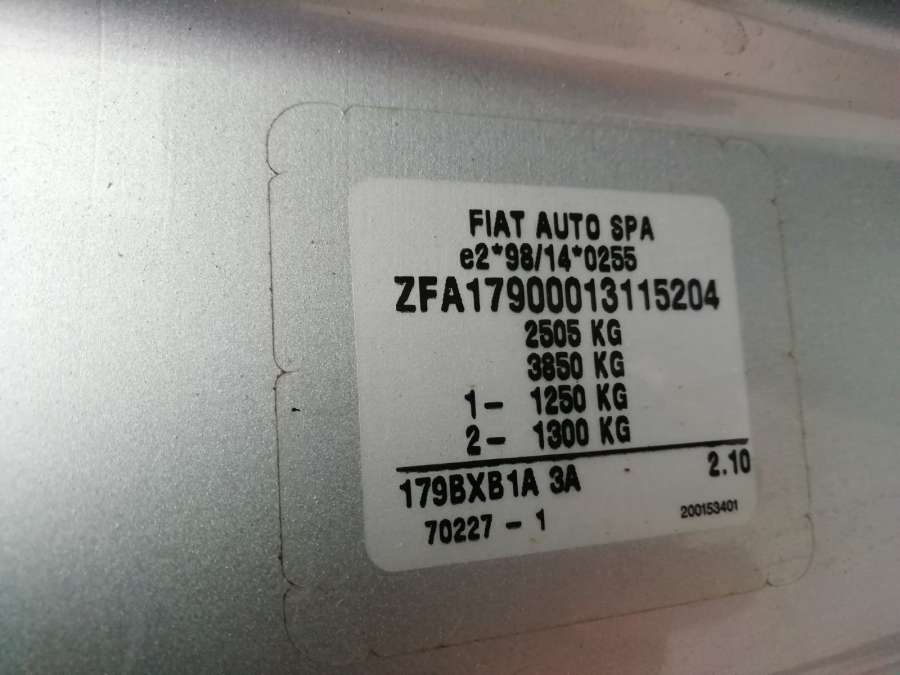 FIAT AUTO SPA
e2*98/14*0255
ZFA17900013115204
2505 KG
3850 KG
1- 1250 KG
2- 1300 KG
179BXB1A 3A 2.10
70227 - 1 200153401